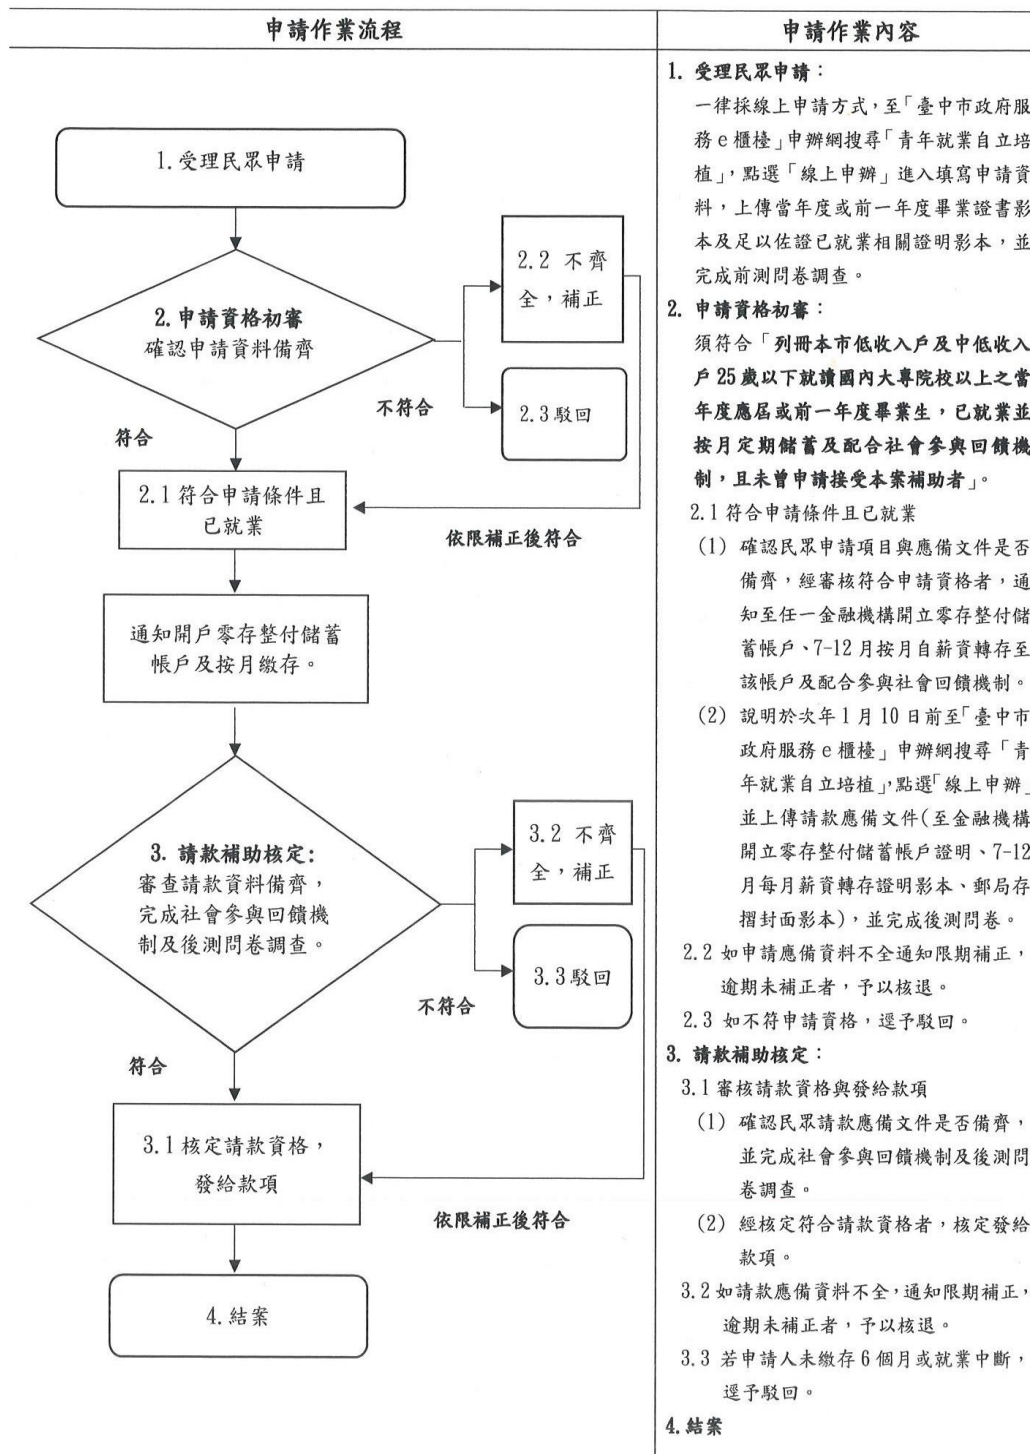 申請作業流程
1.受理民眾申請
2.申請資格初審
確認申請資料備齊
2.2 不齊
全，補正
不符合
2.3駁回
符合
2.1符合申請條件且
已就業
依限補正後符合
通知開戶零存整付儲蓄
帳戶及按月繳存。
3. 請款補助核定:
審查請款資料備齊，
完成社會參與回饋機
制及後測問卷調查。
3.2 不齊
全，補正
3.3駁回
不符合
符合
3.1核定請款資格，
發給款項
依限補正後符合
4.結案
申請作業內容
1. 受理民眾申請：
一律採線上申請方式，至「臺中市政府服
務e櫃檯」申辦網搜尋「青年就業自立培
植」，點選「線上申辦」進入填寫申請資
料，上傳當年度或前一年度畢業證書影
本及足以佐證已就業相關證明影本，並
完成前測問卷調查。
2. 申請資格初審：
須符合「列冊本市低收入戶及中低收入
戶25歲以下就讀國內大專院校以上之當
年度應屆或前一年度畢業生，已就業並
按月定期儲蓄及配合社會參與回饋機
制，且未曾申請接受本案補助者」。
2.1符合申請條件且已就業
(1) 確認民眾申請項目與應備文件是否
備齊，經審核符合申請資格者，通
知至任一金融機構開立零存整付儲
蓄帳戶、7-12月按月自薪資轉存至
該帳戶及配合參與社會回饋機制。
(2) 說明於次年1月10日前至「臺中市
政府服務e櫃檯」申辦網搜尋「青
年就業自立培植」，點選「線上申辦」
並上傳請款應備文件(至金融機構
開立零存整付儲蓄帳戶證明、7-12
月每月薪資轉存證明影本、郵局存
摺封面影本)，並完成後測問卷。
2.2如申請應備資料不全通知限期補正，
逾期未補正者，予以核退。
2.3 如不符申請資格，逕予駁回。
3. 請款補助核定：
3.1審核請款資格與發給款項
(1) 確認民眾請款應備文件是否備齊，
並完成社會參與回饋機制及後測問
卷調查。
(2) 經核定符合請款資格者，核定發給
款項。
3.2如請款應備資料不全，通知限期補正，
逾期未補正者，予以核退。
3.3 若申請人未繳存6個月或就業中斷，
逕予駁回。
4.結案